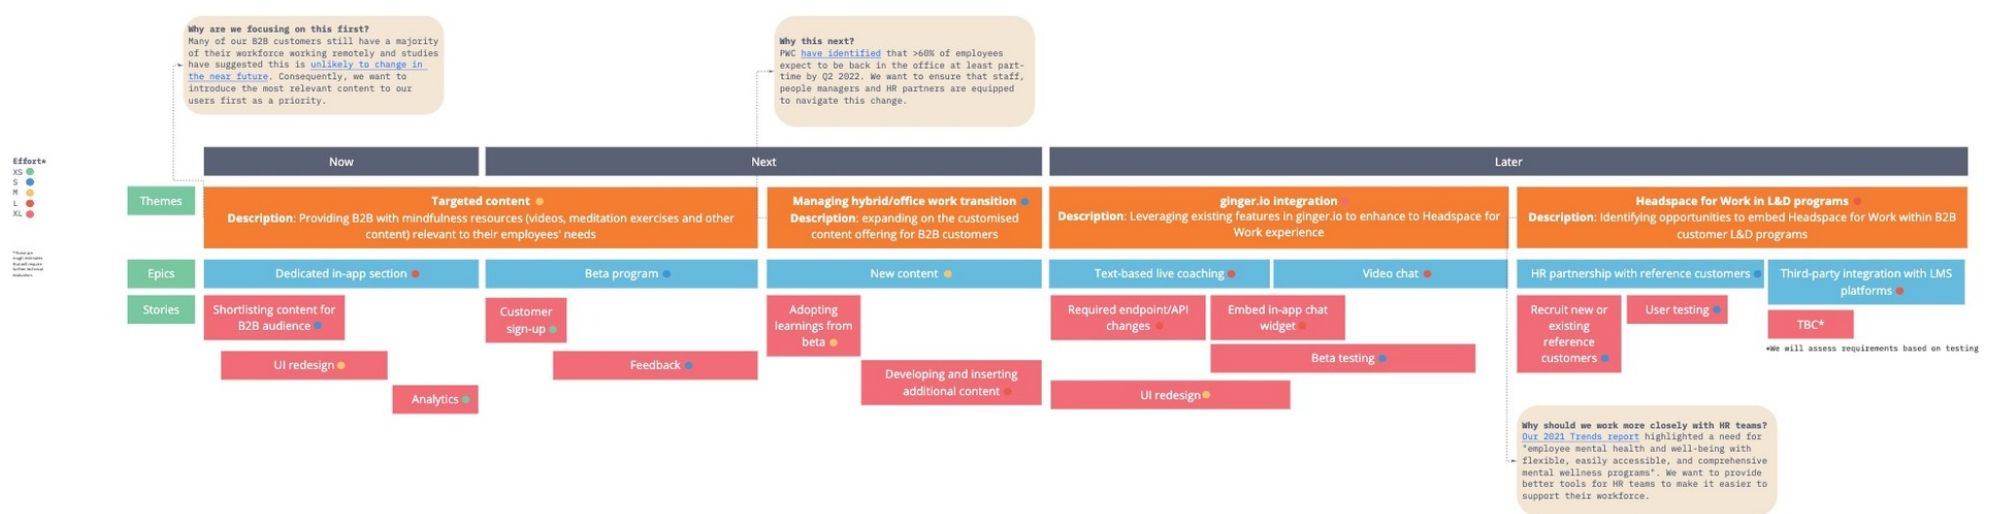 Why are we focusing on this first?
Many of our B2B customers still have a majority
of their workforce working remotely and studies
have suggested this is unlikely to change in
the near future. Consequently, we want to
introduce the most relevant content to our
users first as a priority.
Why this next?
PWC have identified that >60% of employees
expect to be back in the office at least part-
time by Q2 2022. We want to ensure that staff,
people managers and HR partners are equipped
to navigate this change.
Effort*
XS
S
M
L
XL
*These are
rough estimates
that will require
further technical
evaluation.
Now
Next
Later
Themes
Targeted content
Description: Providing B2B with mindfulness resources (videos, meditation exercises and other
content) relevant to their employees' needs
Managing hybrid/office work transition
Description: expanding on the customised
content offering for B2B customers
ginger.io integration
Description: Leveraging existing features in ginger.io to enhance to Headspace for
Work experience
Headspace for Work in L&D programs
Description: Identifying opportunities to embed Headspace for Work within B2B
customer L&D programs
Epics
Dedicated in-app section
Beta program
New content
Text-based live coaching
Video chat
HR partnership with reference customers
Third-party integration with LMS
platforms
Stories
Shortlisting content for
B2B audience
UI redesign
Analytics
Customer
sign-up
Feedback
Adopting
learnings from
beta
Developing and inserting
additional content
Required endpoint/API
changes
Embed in-app chat
widget
Beta testing
UI redesign
Recruit new or
existing
reference
customers
User testing
TBC*
*We will assess requirements based on testing
Why should we work more closely with HR teams?
Our 2021 Trends report highlighted a need for
"employee mental health and well-being with
flexible, easily accessible, and comprehensive
mental wellness programs". We want to provide
better tools for HR teams to make it easier to
support their workforce.